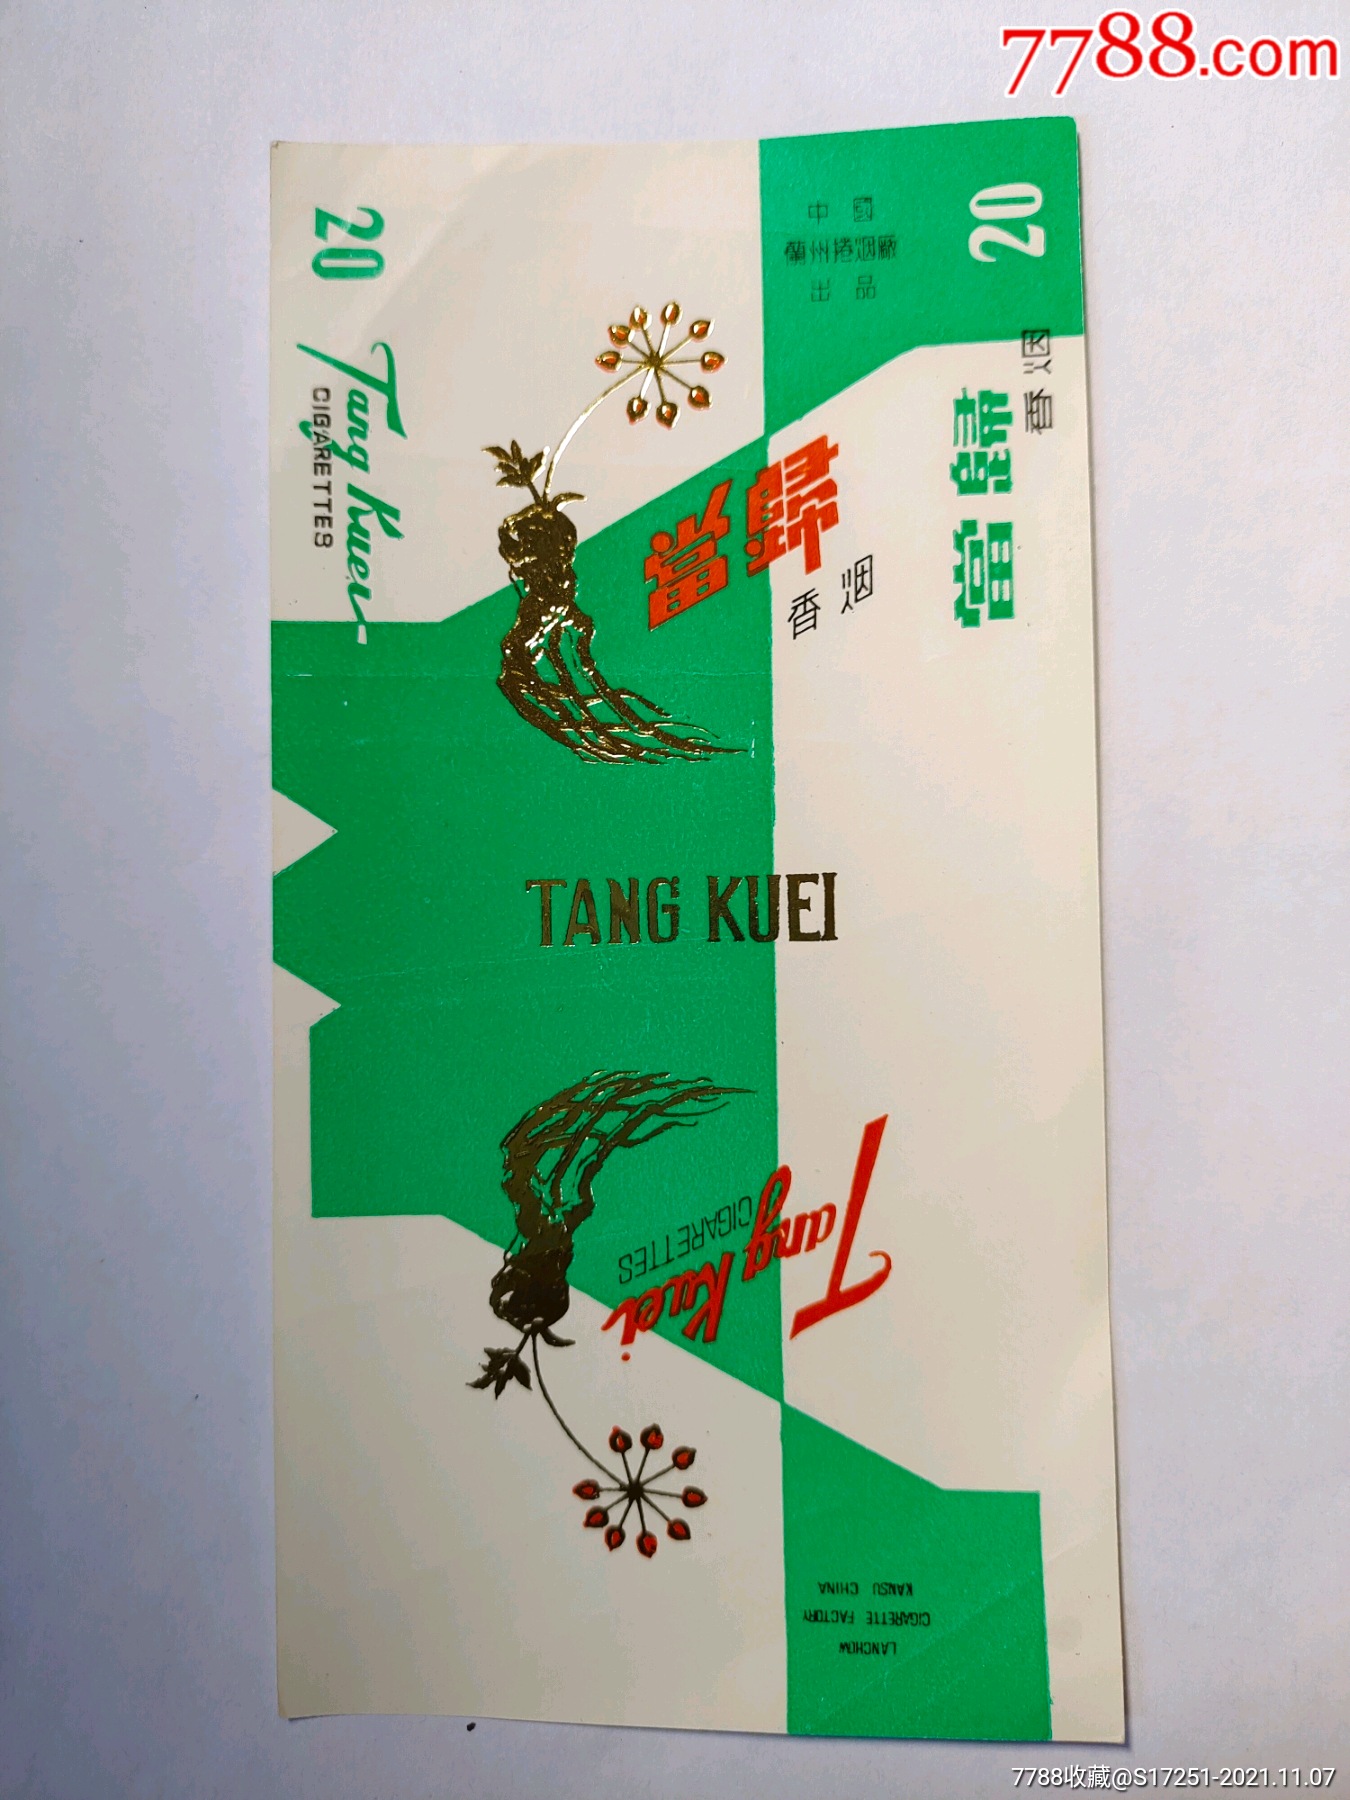 7788.com
20
Tang Kuei
CIGARETTES
中國
蘭州捲烟廠
出品
20
當歸
香烟
當歸
香烟
TANG KUEI
Tang Kuei
CIGARETTES
LANCHOW
CIGARETTE FACTORY
KANSU CHINA
7788收藏@S17251-2021.11.07